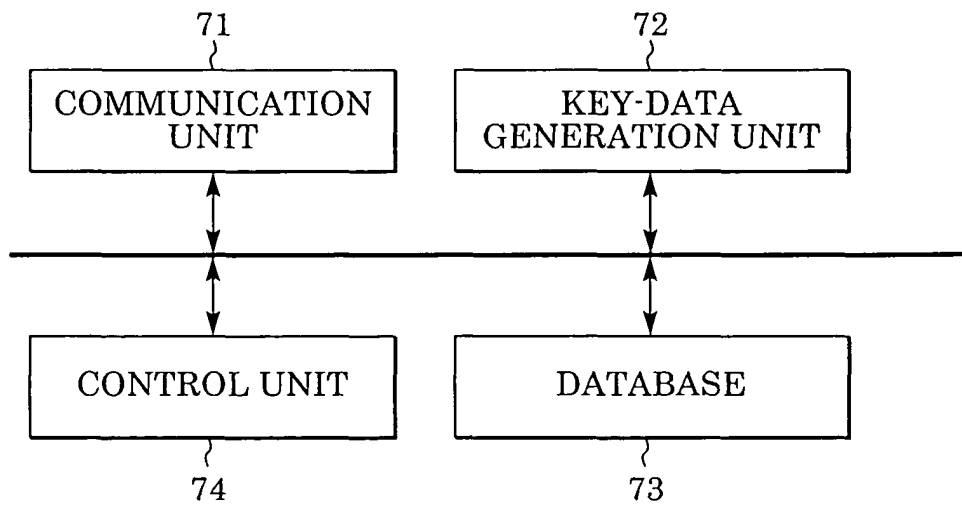 71
COMMUNICATION
UNIT
72
KEY-DATA
GENERATION UNIT
CONTROL UNIT
74
DATABASE
73